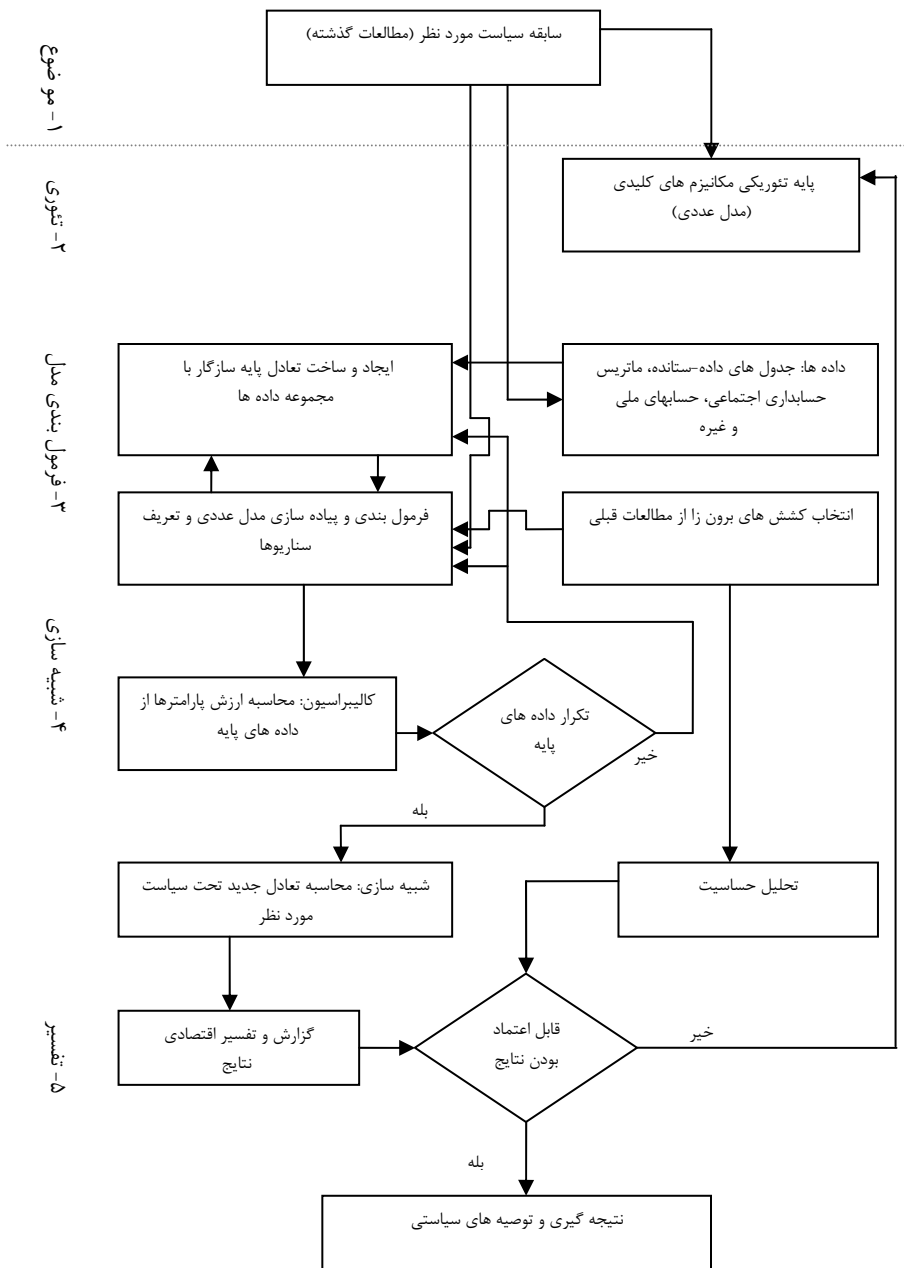 سابقه سیاست مورد نظر (مطالعات گذشته)
۱- مو ضوع
پایه تئوریکی مکانیزم های کلیدی
(مدل عددی)
۲- تئوری
داده ها: جدول های داده-ستانده، ماتریس
حسابداری اجتماعی، حسابهای ملی
و غیره
ایجاد و ساخت تعادل پایه سازگار با
مجموعه داده ها
۳- فرمول بندی مدل
انتخاب کشش های برون زا از مطالعات قبلی
فرمول بندی و پیاده سازی مدل عددی و تعریف
سناریوها
۴- شبیه سازی
تکرار داده های
پایه
کالیبراسیون: محاسبه ارزش پارامترها از
داده های پایه
خیر
بله
تحلیل حساسیت
شبیه سازی: محاسبه تعادل جدید تحت سیاست
مورد نظر
۵- تفسیر
قابل اعتماد
بودن نتایج
گزارش و تفسیر اقتصادی
نتایج
خیر
بله
نتیجه گیری و توصیه های سیاستی